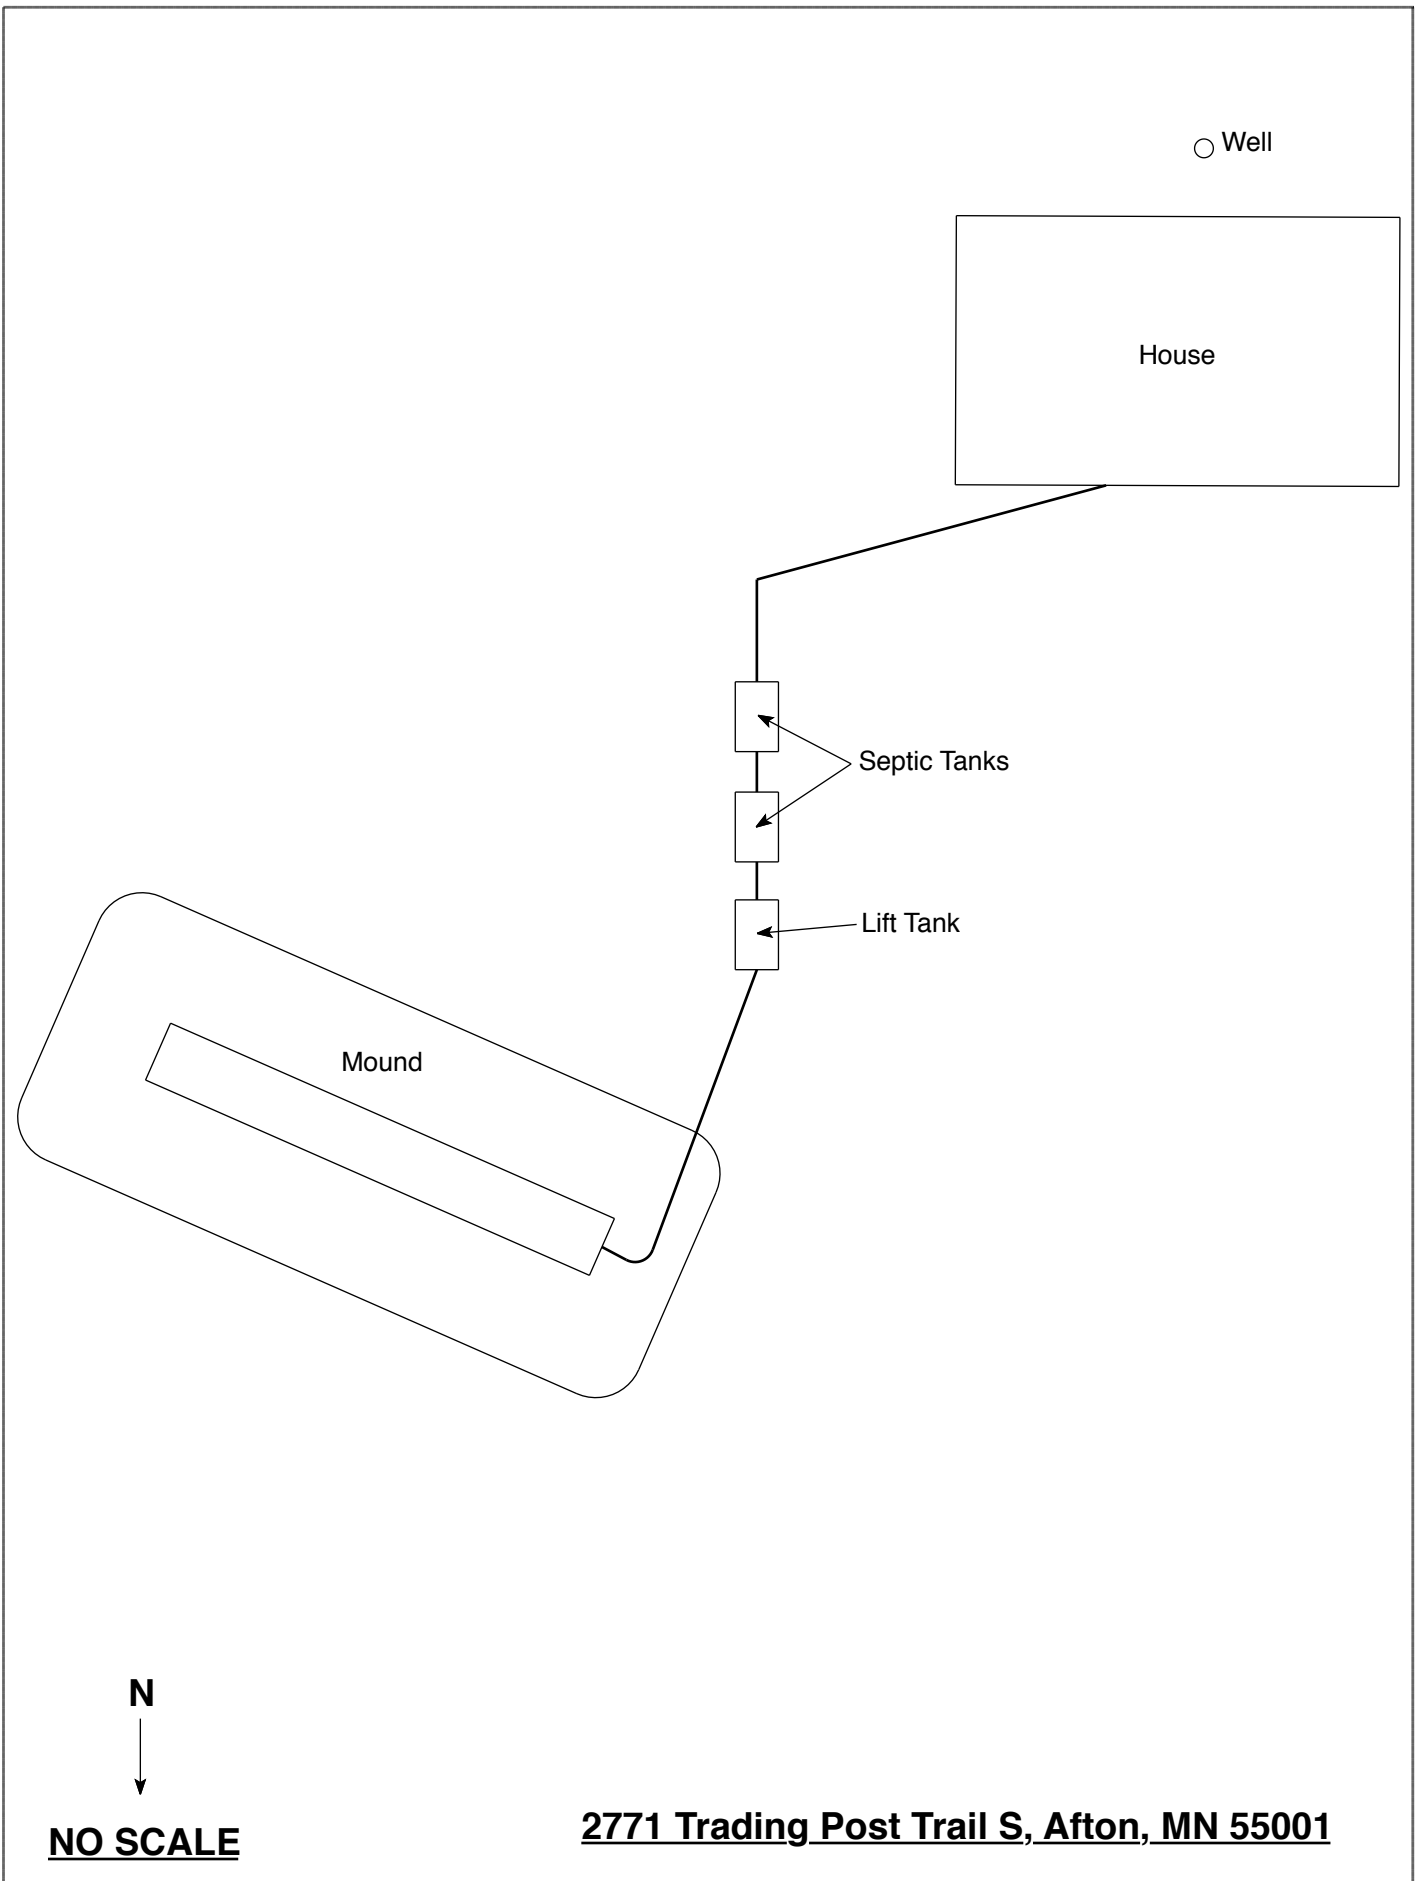 Well
House
Septic Tanks
Lift Tank
Mound
N
NO SCALE
2771 Trading Post Trail S, Afton, MN 55001